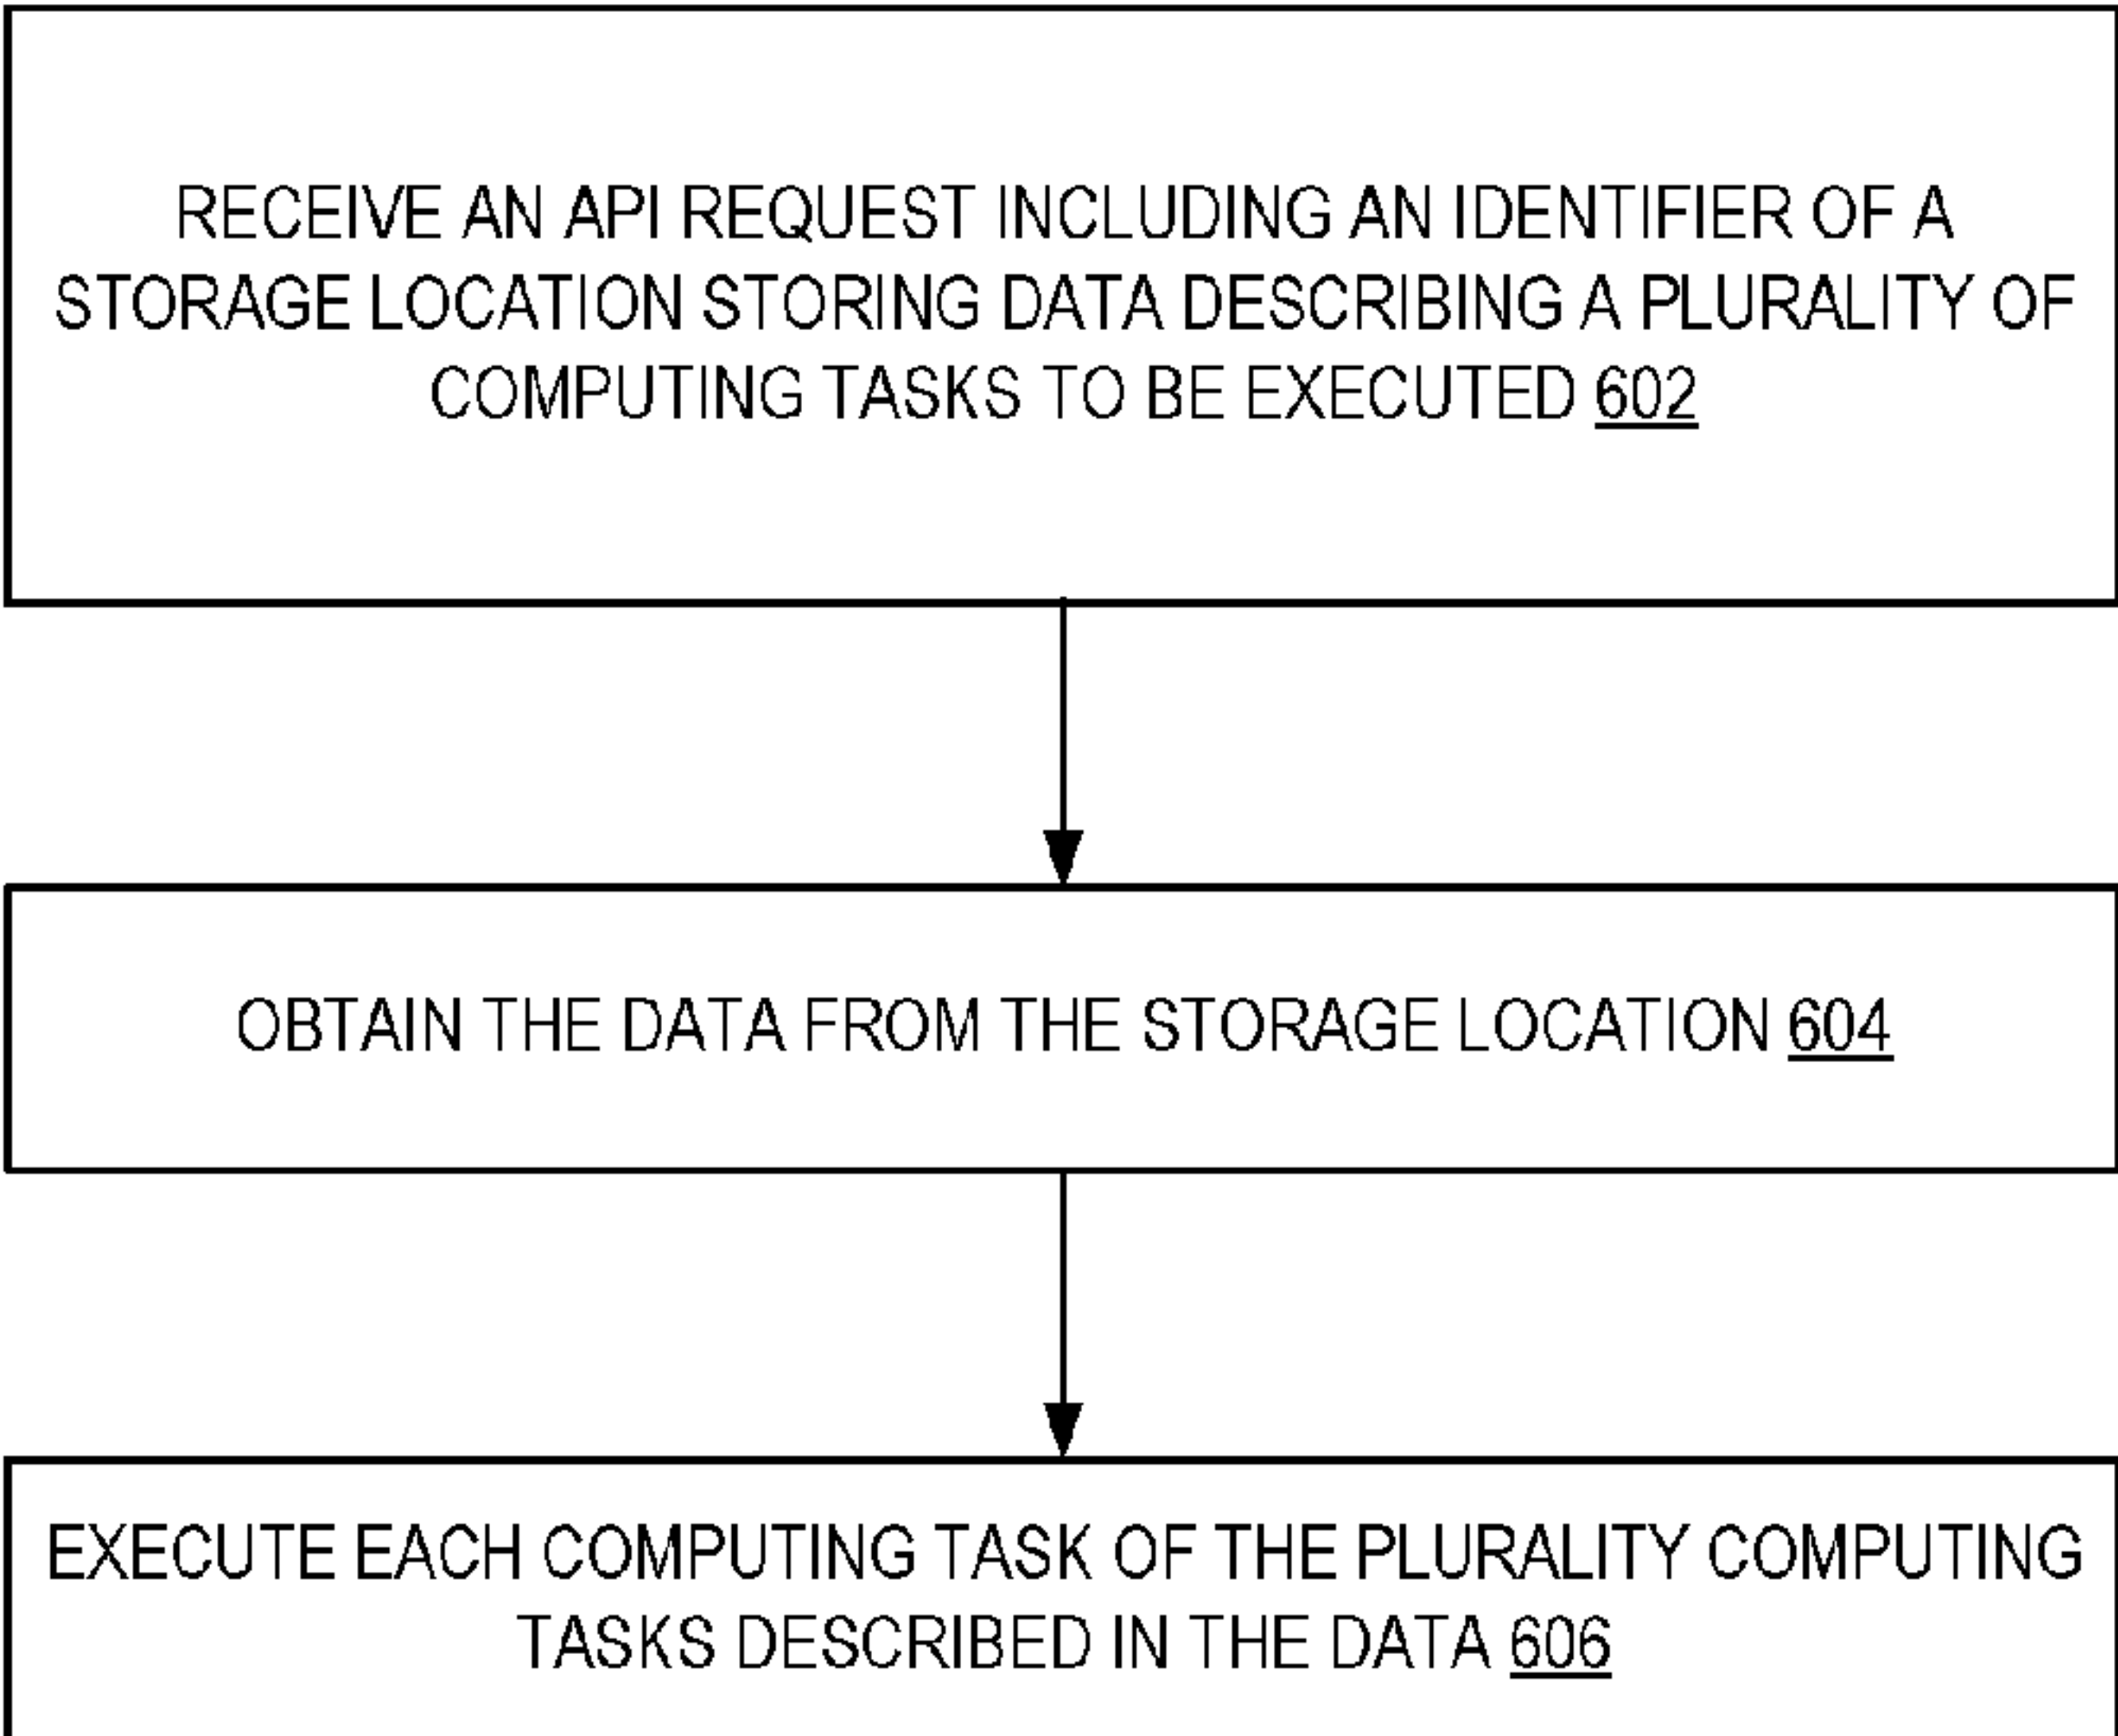 RECEIVE AN API REQUEST INCLUDING AN IDENTIFIER OF A
STORAGE LOCATION STORING DATA DESCRIBING A PLURALITY OF
COMPUTING TASKS TO BE EXECUTED 602
OBTAIN THE DATA FROM THE STORAGE LOCATION 604
EXECUTE EACH COMPUTING TASK OF THE PLURALITY COMPUTING
TASKS DESCRIBED IN THE DATA 606